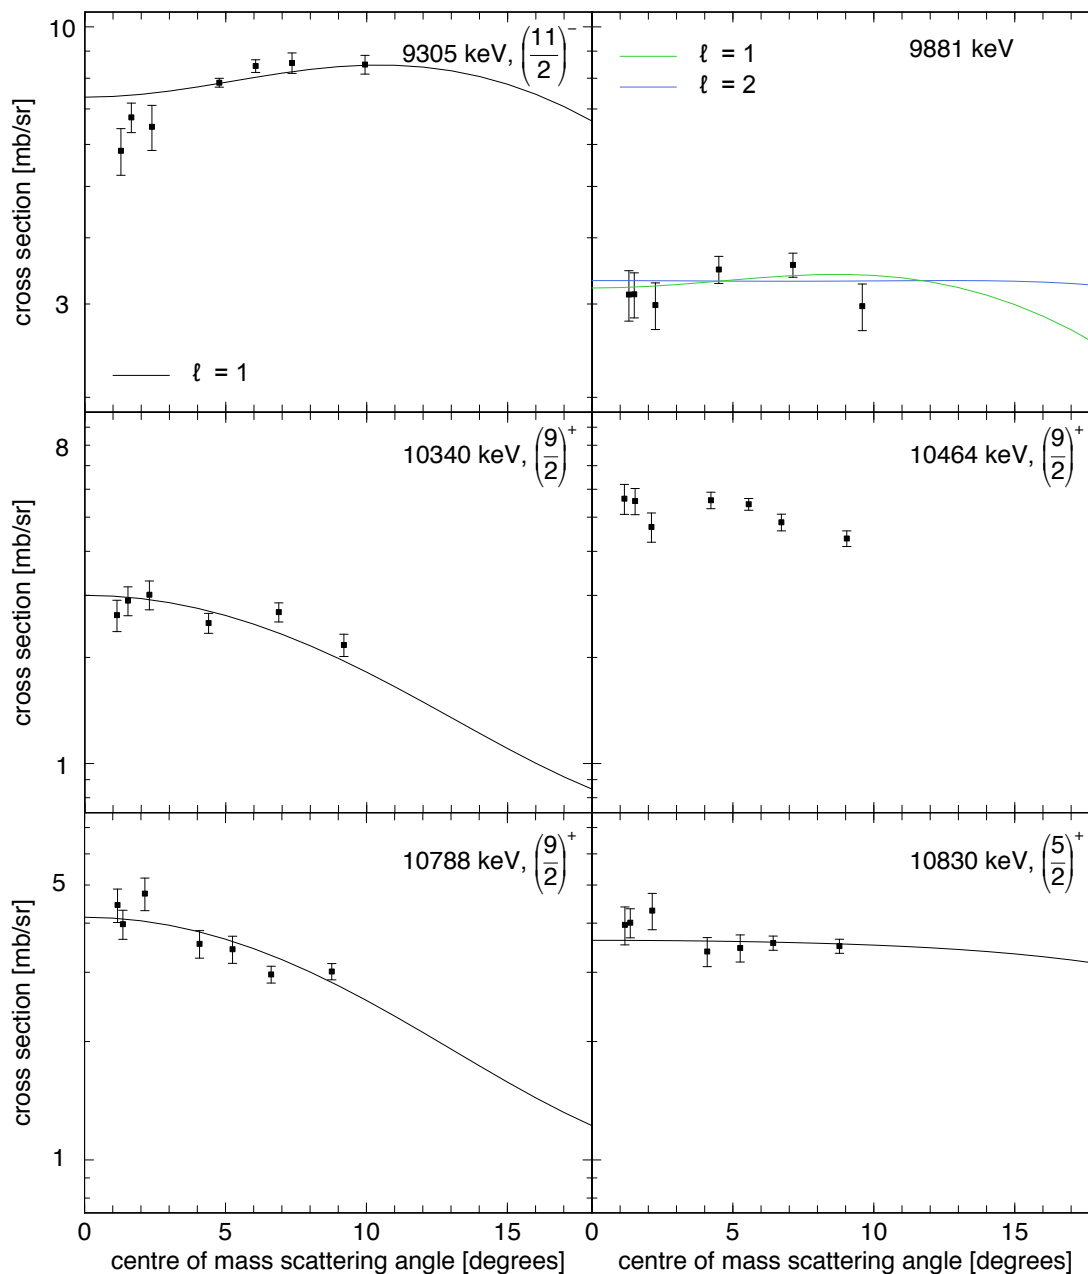 10
9305 keV, (11/2)⁻
ℓ = 1
9881 keV
ℓ = 2
cross section [mb/sr]
3
ℓ = 1
8
10340 keV, (9/2)⁺
10464 keV, (9/2)⁺
cross section [mb/sr]
1
10788 keV, (9/2)⁺
10830 keV, (5/2)⁺
5
cross section [mb/sr]
1
0 5 10 15 0 5 10 15
centre of mass scattering angle [degrees] centre of mass scattering angle [degrees]